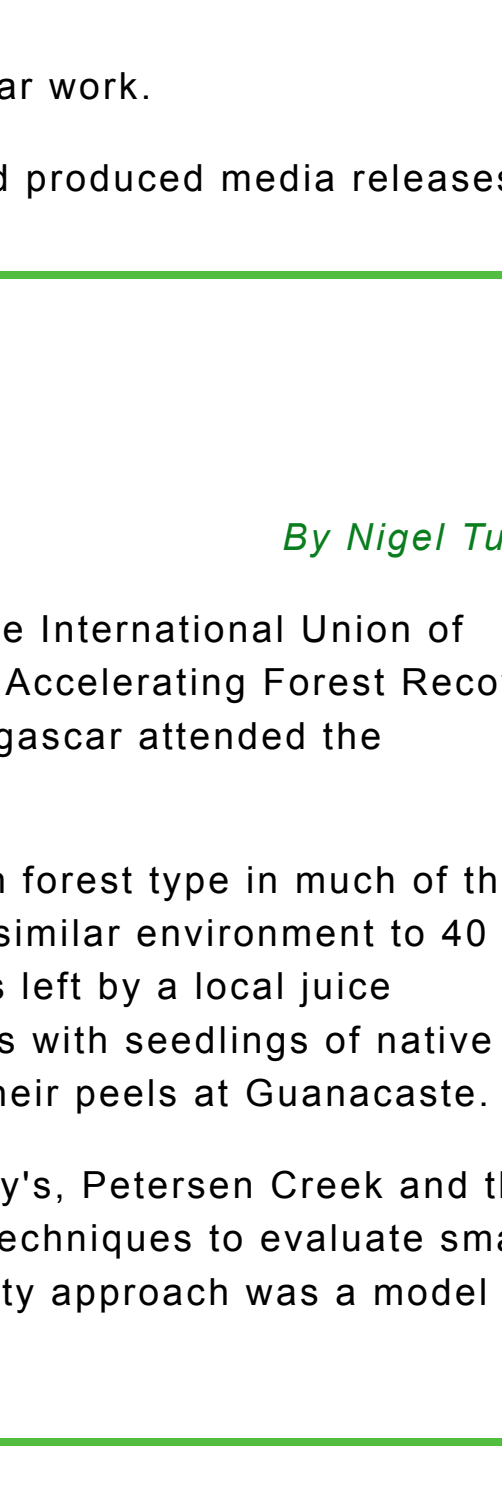 ar work.
d produced media releases
By Nigel Tu
e International Union of
Accelerating Forest Reco
gascar attended the
n forest type in much of th
similar environment to 40
s left by a local juice
s with seedlings of native
heir peels at Guanacaste.
y's, Petersen Creek and th
echniques to evaluate sma
ty approach was a model